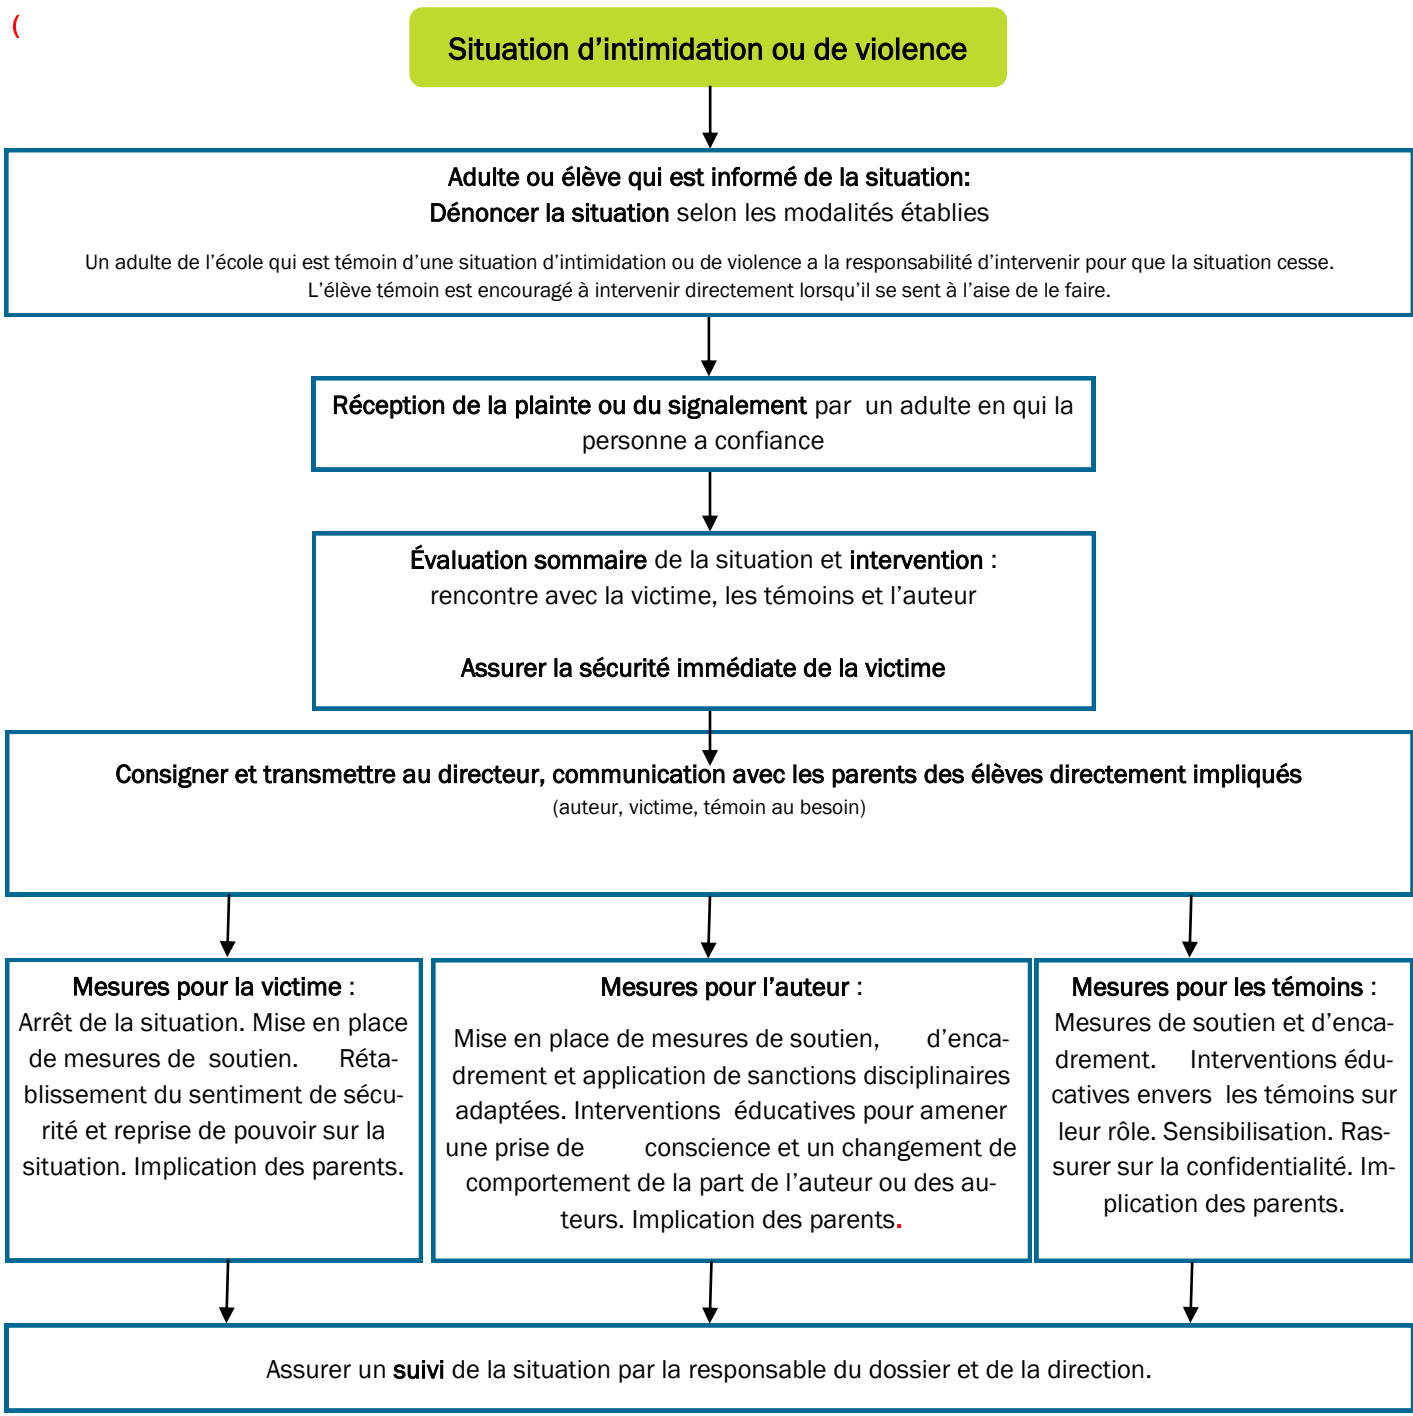 (
Situation d’intimidation ou de violence
Adulte ou élève qui est informé de la situation:
Dénoncer la situation selon les modalités établies
Un adulte de l’école qui est témoin d’une situation d’intimidation ou de violence a la responsabilité d’intervenir pour que la situation cesse.
L’élève témoin est encouragé à intervenir directement lorsqu’il se sent à l’aise de le faire.
Réception de la plainte ou du signalement par un adulte en qui la
personne a confiance
Évaluation sommaire de la situation et intervention :
rencontre avec la victime, les témoins et l’auteur
Assurer la sécurité immédiate de la victime
Consigner et transmettre au directeur, communication avec les parents des élèves directement impliqués
(auteur, victime, témoin au besoin)
Mesures pour la victime :
Arrêt de la situation. Mise en place
de mesures de soutien. Réta-
blissement du sentiment de sécu-
rité et reprise de pouvoir sur la
situation. Implication des parents.
Mesures pour l’auteur :
Mise en place de mesures de soutien, d’enca-
drement et application de sanctions disciplinaires
adaptées. Interventions éducatives pour amener
une prise de conscience et un changement de
comportement de la part de l’auteur ou des au-
teurs. Implication des parents.
Mesures pour les témoins :
Mesures de soutien et d’enca-
drement. Interventions édu-
catives envers les témoins sur
leur rôle. Sensibilisation. Ras-
surer sur la confidentialité. Im-
plication des parents.
Assurer un suivi de la situation par la responsable du dossier et de la direction.